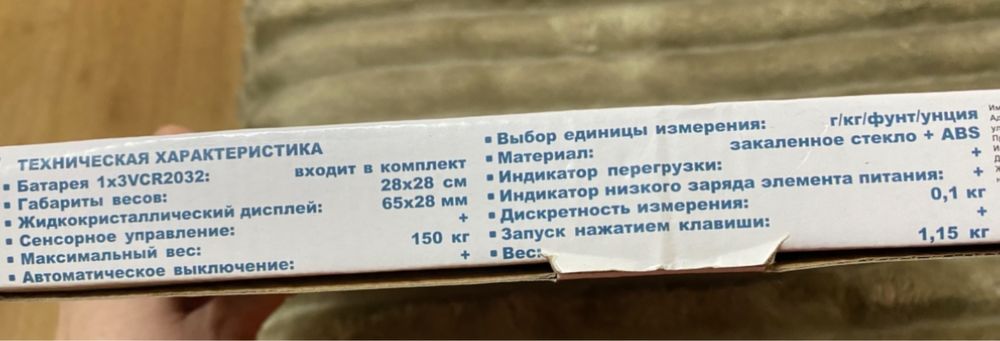 ТЕХНИЧЕСКАЯ ХАРАКТЕРИСТИКА
▪ Батарея 1x3VCR2032: входит в комплект
▪ Габариты весов: 28х28 см
▪ Жидкокристаллический дисплей: 65х28 мм
▪ Сенсорное управление: +
▪ Максимальный вес: 150 кг
▪ Автоматическое выключение: +
▪ Выбор единицы измерения: г/кг/фунт/унция
▪ Материал: закаленное стекло + ABS
▪ Индикатор перегрузки: +
▪ Индикатор низкого заряда элемента питания: +
▪ Дискретность измерения: 0,1 кг
▪ Запуск нажатием клавиши: +
▪ Вес: 1,15 кг